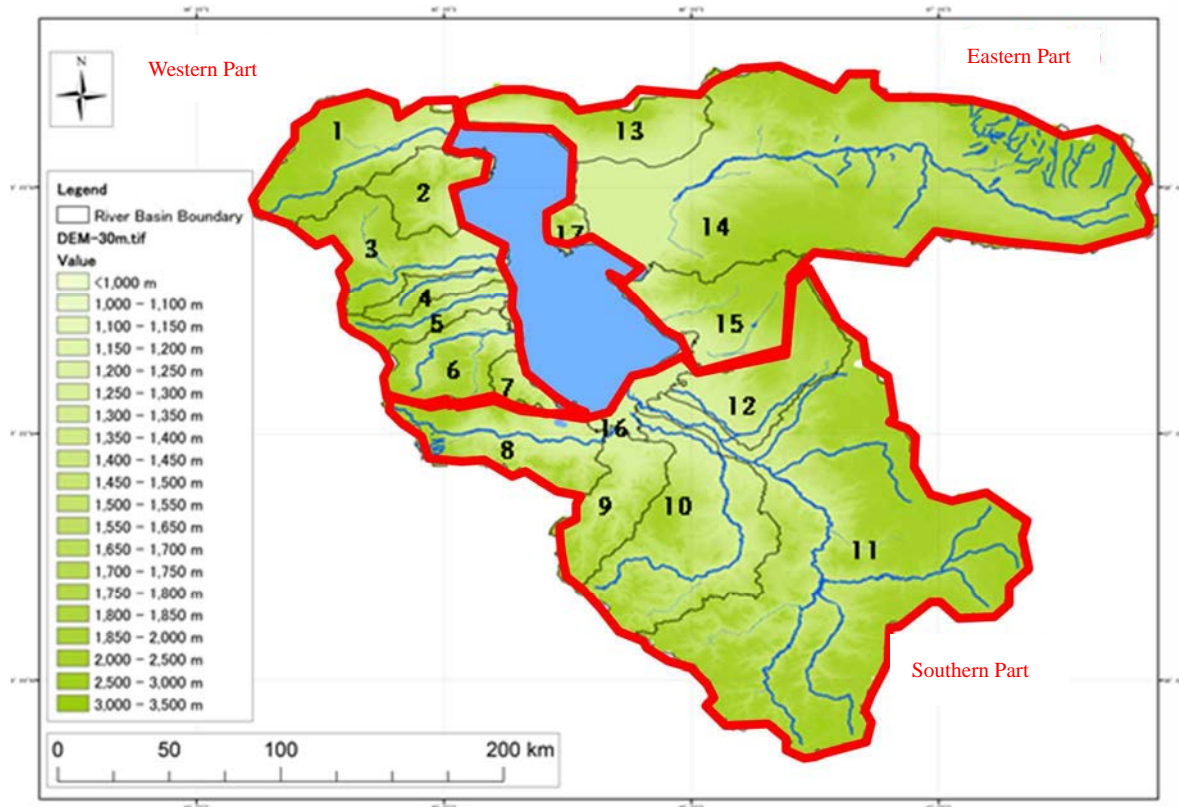 Western Part
Eastern Part
N
1
13
2
14
17
3
4
5
15
6
7
12
16
8
9
10
11
Southern Part
Legend
River Basin Boundary
DEM-30m.tif
Value
<1,000 m
1,000 - 1,100 m
1,100 - 1,150 m
1,150 - 1,200 m
1,200 - 1,250 m
1,250 - 1,300 m
1,300 - 1,350 m
1,350 - 1,400 m
1,400 - 1,450 m
1,450 - 1,500 m
1,500 - 1,550 m
1,550 - 1,650 m
1,650 - 1,700 m
1,700 - 1,750 m
1,750 - 1,800 m
1,800 - 1,850 m
1,850 - 2,000 m
2,000 - 2,500 m
2,500 - 3,000 m
3,000 - 3,500 m
0 50 100 200 km